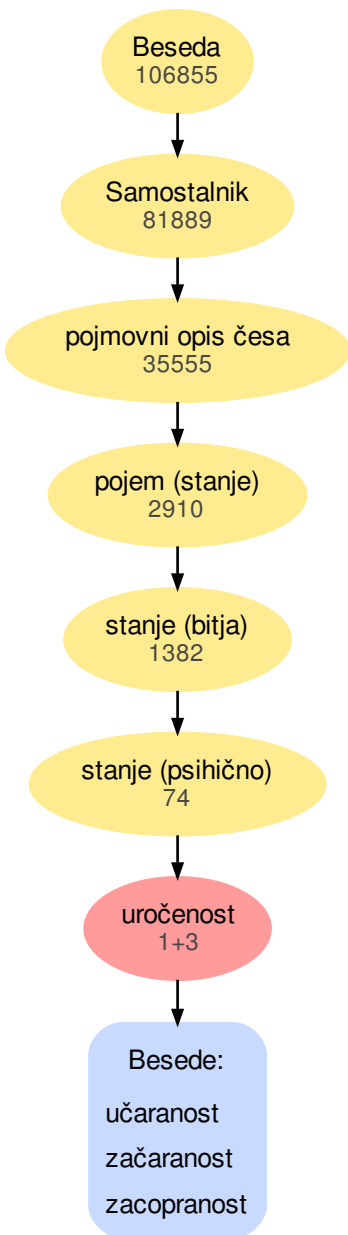 Beseda
106855
Samostalnik
81889
pojmovni opis česa
35555
pojem (stanje)
2910
stanje (bitja)
1382
stanje (psihično)
74
uročenost
1+3
Besede:
učaranost
začaranost
zacopranost